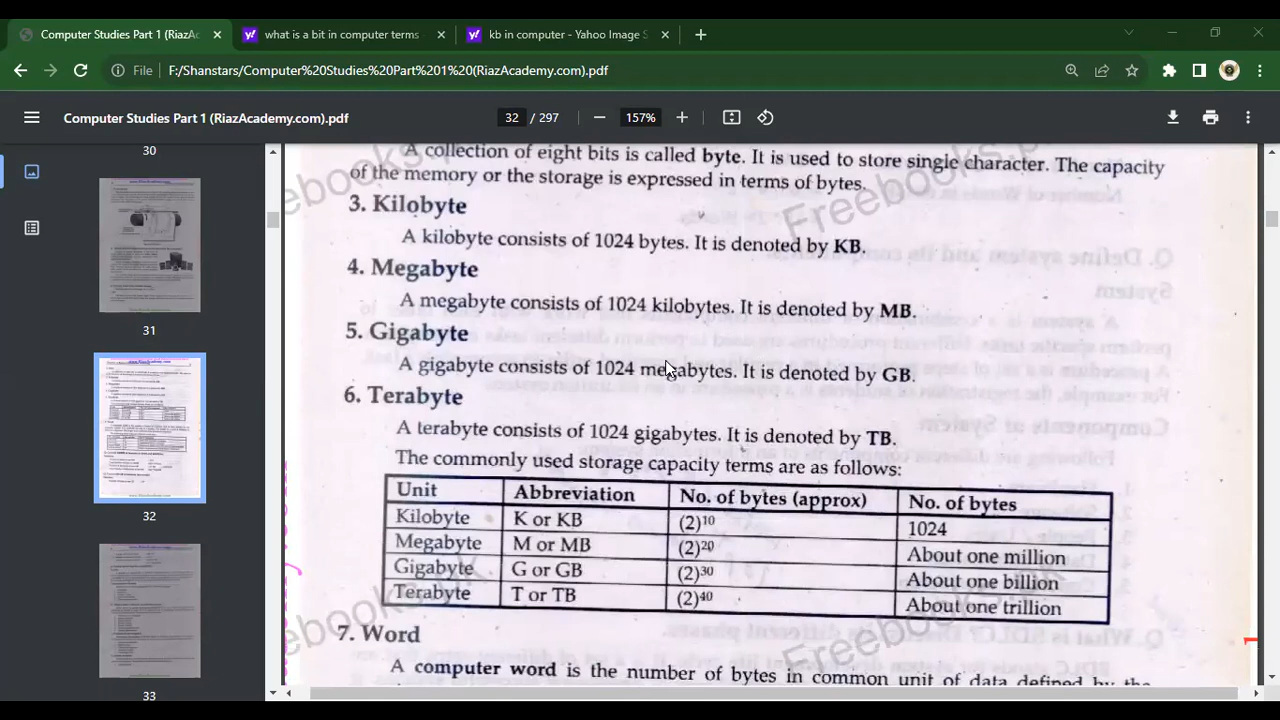 Computer Studies Part 1 (RiazA
what is a bit in computer terms
kb in computer - Yahoo Image S
File
F:/Shanstars/Computer%20Studies%20Part%201%20(RiazAcademy.com).pdf
Computer Studies Part 1 (RiazAcademy.com).pdf
32 / 297
157%
30
31
32
33
A collection of eight bits is called byte. It is used to store single character. The capacity
of the memory or the storage is expressed in terms of bytes.
3. Kilobyte
A kilobyte consists of 1024 bytes. It is denoted by KB.
4. Megabyte
A megabyte consists of 1024 kilobytes. It is denoted by MB.
5. Gigabyte
A gigabyte consists of 1024 megabytes. It is denoted by GB.
6. Terabyte
A terabyte consists of 1024 gigabytes. It is denoted by TB.
The commonly used storage capacity terms are as follows:
Unit Abbreviation No. of bytes (approx) No. of bytes
Kilobyte K or KB (2)10 1024
Megabyte M or MB (2)20 About one million
Gigabyte G or GB (2)30 About one billion
Terabyte T or TB (2)40 About one trillion
7. Word
A computer word is the number of bytes in common unit of data defined by the